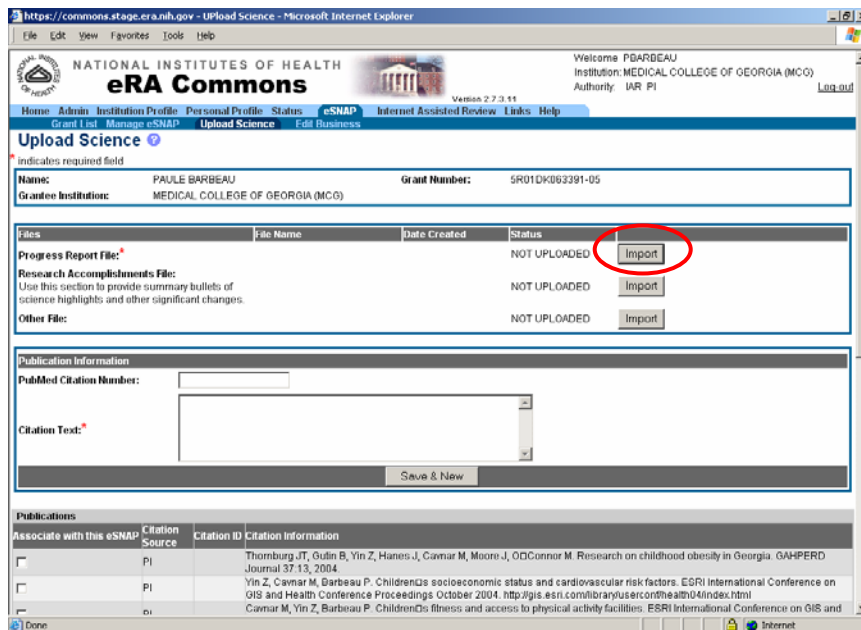 https://commons.stage.era.nih.gov - UPload Science - Microsoft Internet Explorer
File Edit View Favorites Tools Help
NATIONAL INSTITUTES OF HEALTH
eRA Commons
Version 2.7.3.11
Welcome PBARBEAU
Institution: MEDICAL COLLEGE OF GEORGIA (MCG)
Authority: IAR PI
Log-out
Home Admin Institution Profile Personal Profile Status eSNAP Internet Assisted Review Links Help
Grant List Manage eSNAP Upload Science Edit Business
Upload Science ?
* indicates required field
Name: PAULE BARBEAU Grant Number: 5R01DK063391-05
Grantee Institution: MEDICAL COLLEGE OF GEORGIA (MCG)
Files File Name Date Created Status
Progress Report File:* NOT UPLOADED Import
Research Accomplishments File:
Use this section to provide summary bullets of
science highlights and other significant changes.
NOT UPLOADED Import
Other File: NOT UPLOADED Import
Publication Information
PubMed Citation Number:
Citation Text:*
Save & New
Publications
Associate with this eSNAP Citation Source Citation ID Citation Information
PI Thornburg JT, Gutin B, Yin Z, Hanes J, Cavnar M, Moore J, O□Connor M. Research on childhood obesity in Georgia. GAHPERD
Journal 37:13, 2004.
PI Yin Z, Cavnar M, Barbeau P. Children□s socioeconomic status and cardiovascular risk factors. ESRI International Conference on
GIS and Health Conference Proceedings October 2004. http://gis.esri.com/library/userconf/health04/index.html
PI Cavnar M, Yin Z, Barbeau P. Children□s fitness and access to physical activity facilities. ESRI International Conference on GIS and
Done Internet